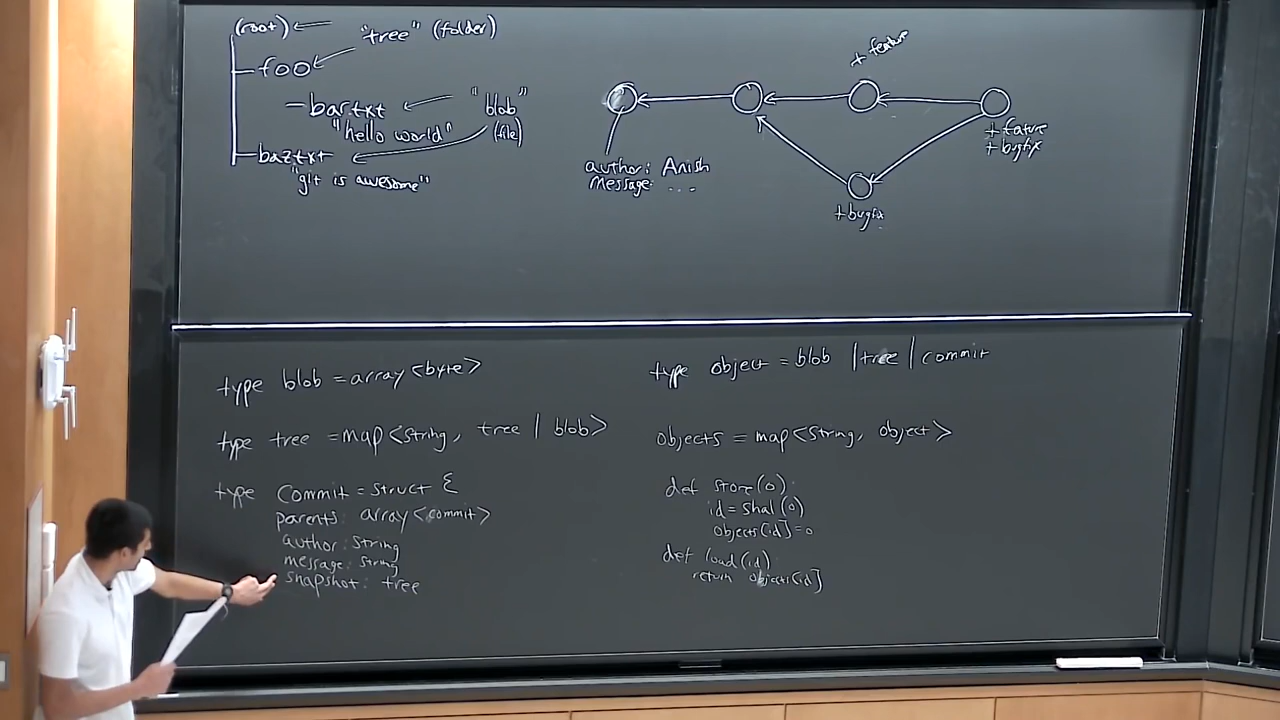 (root)
"tree" (folder)
foo
bar.txt
"blob"
"hello world"
(file)
baz.txt
"git is awesome"
+ feature
+ feature
+ bugfix
author: Anish
message: ...
+bugfix
type blob = array<byte>
type tree = map<string, tree | blob>
type commit = struct {
parents: array<commit>
author: string
message: string
snapshot: tree
type object = blob | tree | commit
objects = map<string, object>
def store(o):
id = sha1(o)
objects[id] = o
def load(id)
return objects[id]